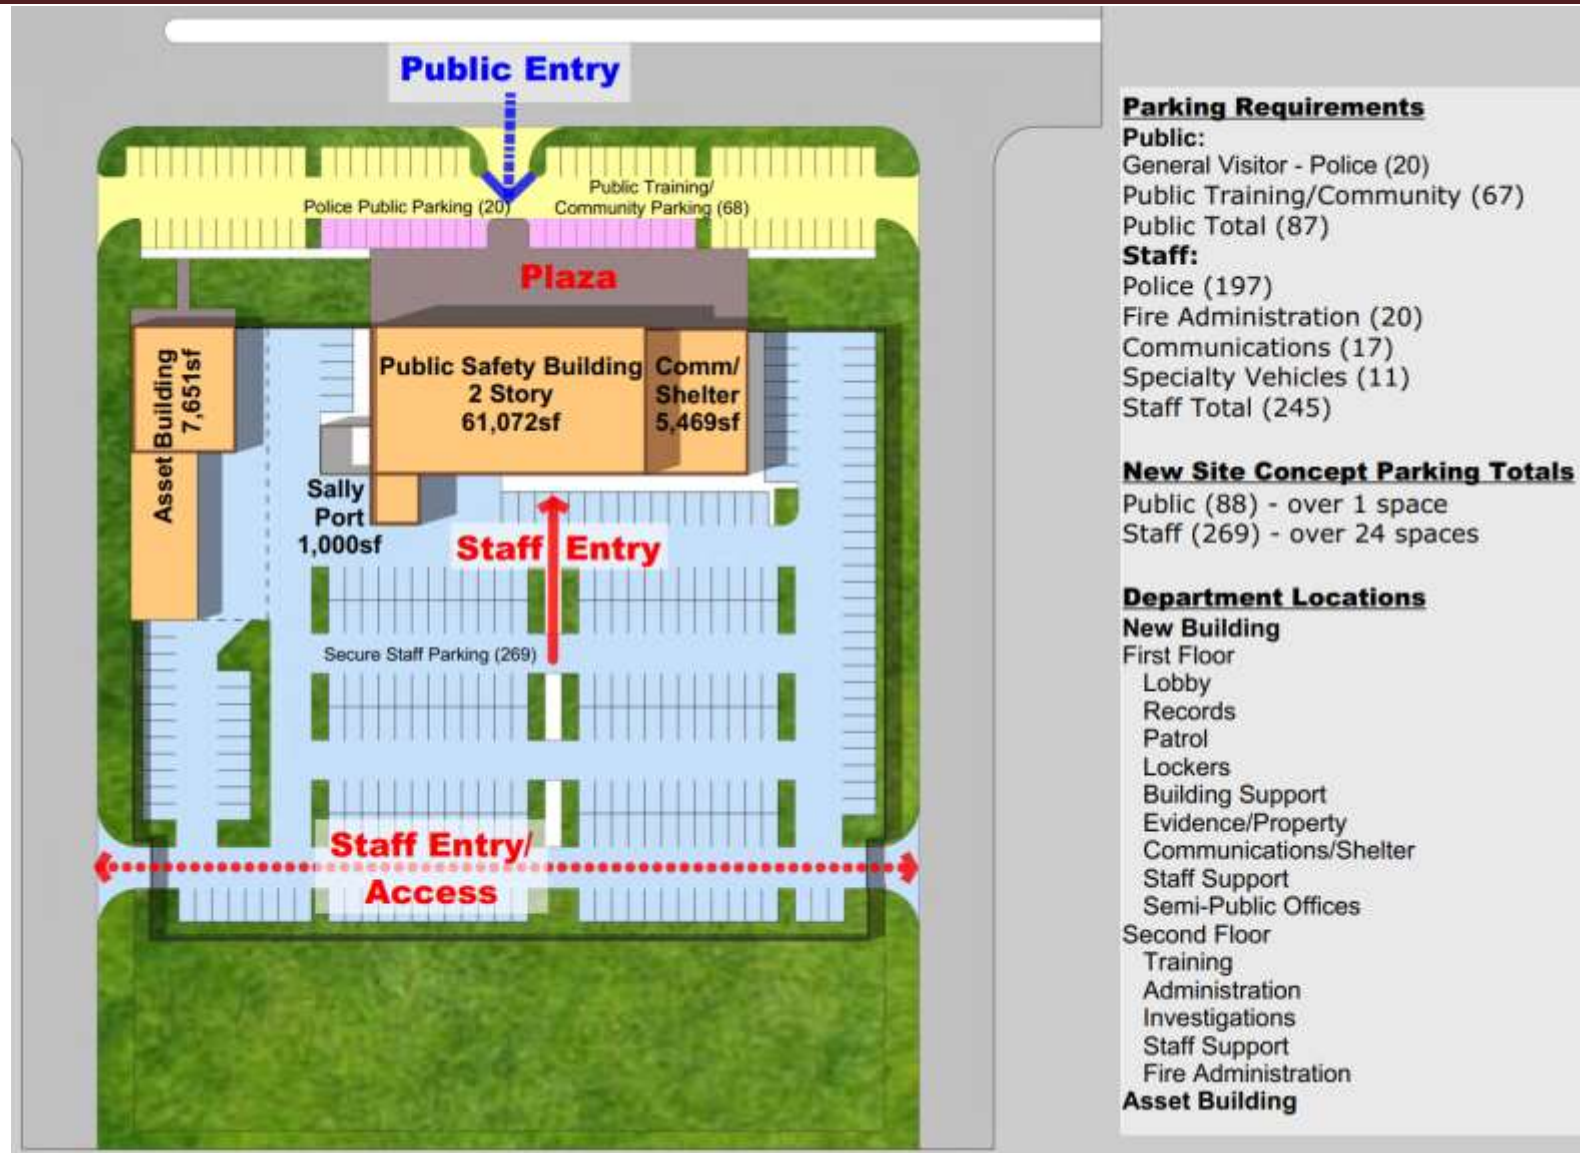 Public Entry
Police Public Parking (20)
Public Training/
Community Parking (68)
Plaza
Asset Building
7,651sf
Public Safety Building
2 Story
61,072sf
Comm/
Shelter
5,469sf
Sally
Port
1,000sf
Staff Entry
Secure Staff Parking (269)
Staff Entry/
Access
Parking Requirements
Public:
General Visitor - Police (20)
Public Training/Community (67)
Public Total (87)
Staff:
Police (197)
Fire Administration (20)
Communications (17)
Specialty Vehicles (11)
Staff Total (245)
New Site Concept Parking Totals
Public (88) - over 1 space
Staff (269) - over 24 spaces
Department Locations
New Building
First Floor
Lobby
Records
Patrol
Lockers
Building Support
Evidence/Property
Communications/Shelter
Staff Support
Semi-Public Offices
Second Floor
Training
Administration
Investigations
Staff Support
Fire Administration
Asset Building